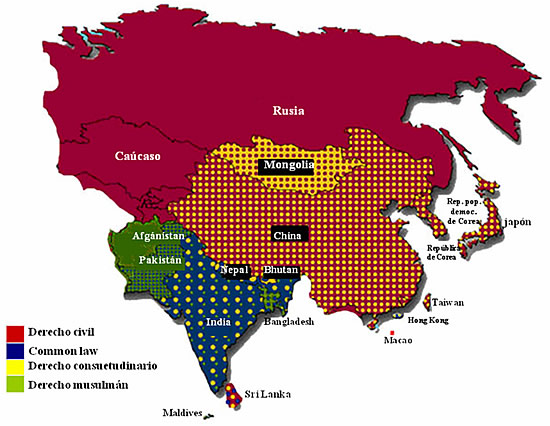 Rusia
Caúcaso
Mongolia
Rep. pop.
democ.
de Corea
japón
Afgánistan
China
República
de Corea
Pakistán
Nepal
Bhutan
Taiwan
India
Bangladesh
Hong Kong
Macao
Derecho civil
Common law
Derecho consuetudinario
Derecho musulmán
Sri Lanka
Maldives